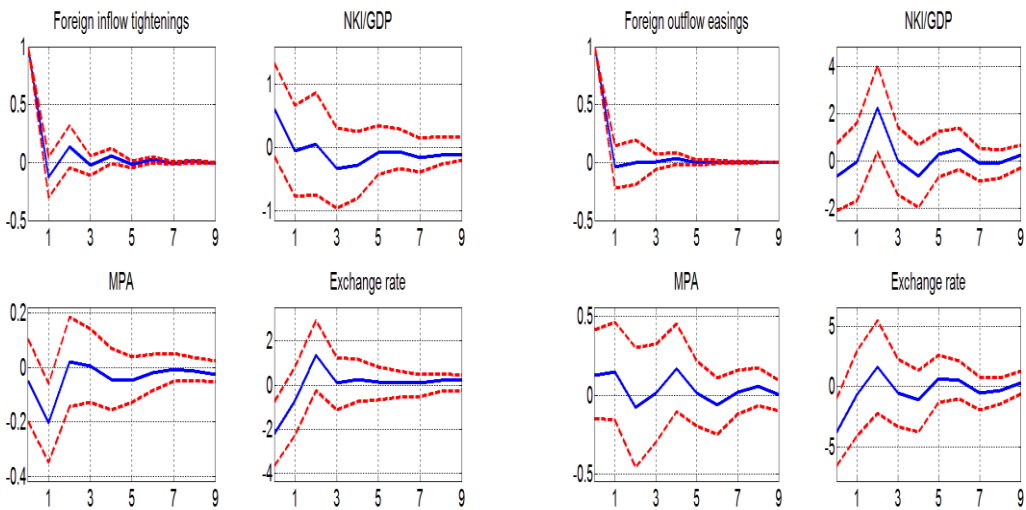 Foreign inflow tightenings
1
0.5
0
-0.5
1 3 5 7 9
NKI/GDP
1
0
-1
1 3 5 7 9
MPA
0.2
0
-0.2
-0.4
1 3 5 7 9
Exchange rate
2
0
-2
-4
1 3 5 7 9
Foreign outflow easings
1
0.5
0
-0.5
1 3 5 7 9
NKI/GDP
4
2
0
-2
1 3 5 7 9
MPA
0.5
0
-0.5
1 3 5 7 9
Exchange rate
5
0
-5
1 3 5 7 9